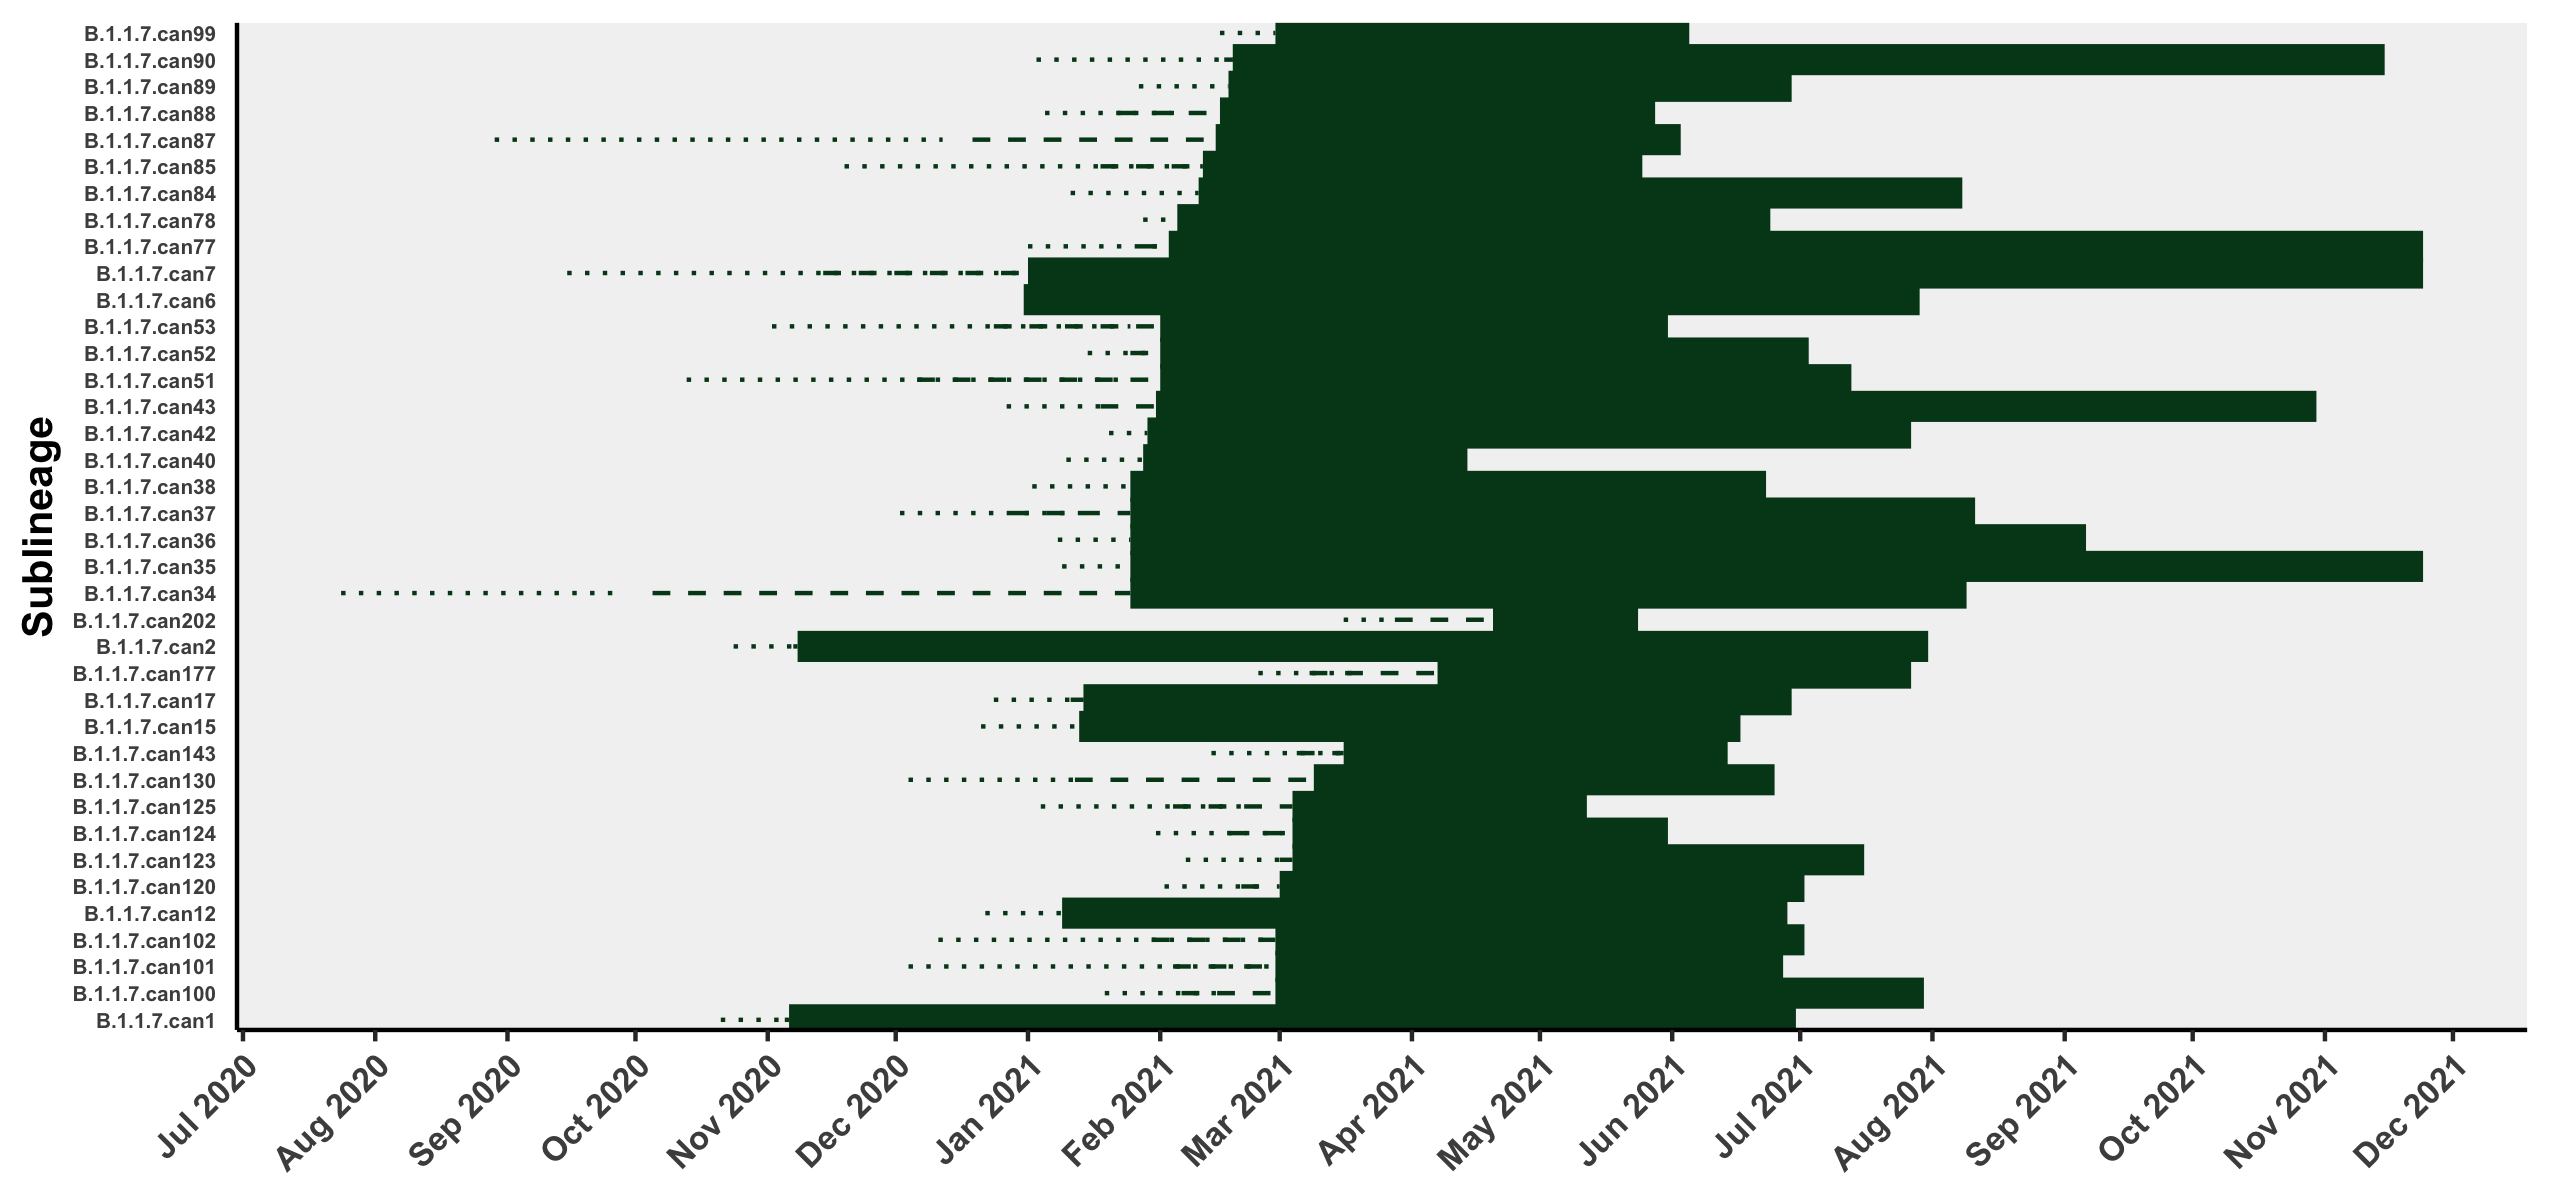 Sublineage
B.1.1.7.can99
B.1.1.7.can90
B.1.1.7.can89
B.1.1.7.can88
B.1.1.7.can87
B.1.1.7.can85
B.1.1.7.can84
B.1.1.7.can78
B.1.1.7.can77
B.1.1.7.can7
B.1.1.7.can6
B.1.1.7.can53
B.1.1.7.can52
B.1.1.7.can51
B.1.1.7.can43
B.1.1.7.can42
B.1.1.7.can40
B.1.1.7.can38
B.1.1.7.can37
B.1.1.7.can36
B.1.1.7.can35
B.1.1.7.can34
B.1.1.7.can202
B.1.1.7.can2
B.1.1.7.can177
B.1.1.7.can17
B.1.1.7.can15
B.1.1.7.can143
B.1.1.7.can130
B.1.1.7.can125
B.1.1.7.can124
B.1.1.7.can123
B.1.1.7.can120
B.1.1.7.can12
B.1.1.7.can102
B.1.1.7.can101
B.1.1.7.can100
B.1.1.7.can1
Jul 2020
Aug 2020
Sep 2020
Oct 2020
Nov 2020
Dec 2020
Jan 2021
Feb 2021
Mar 2021
Apr 2021
May 2021
Jun 2021
Jul 2021
Aug 2021
Sep 2021
Oct 2021
Nov 2021
Dec 2021